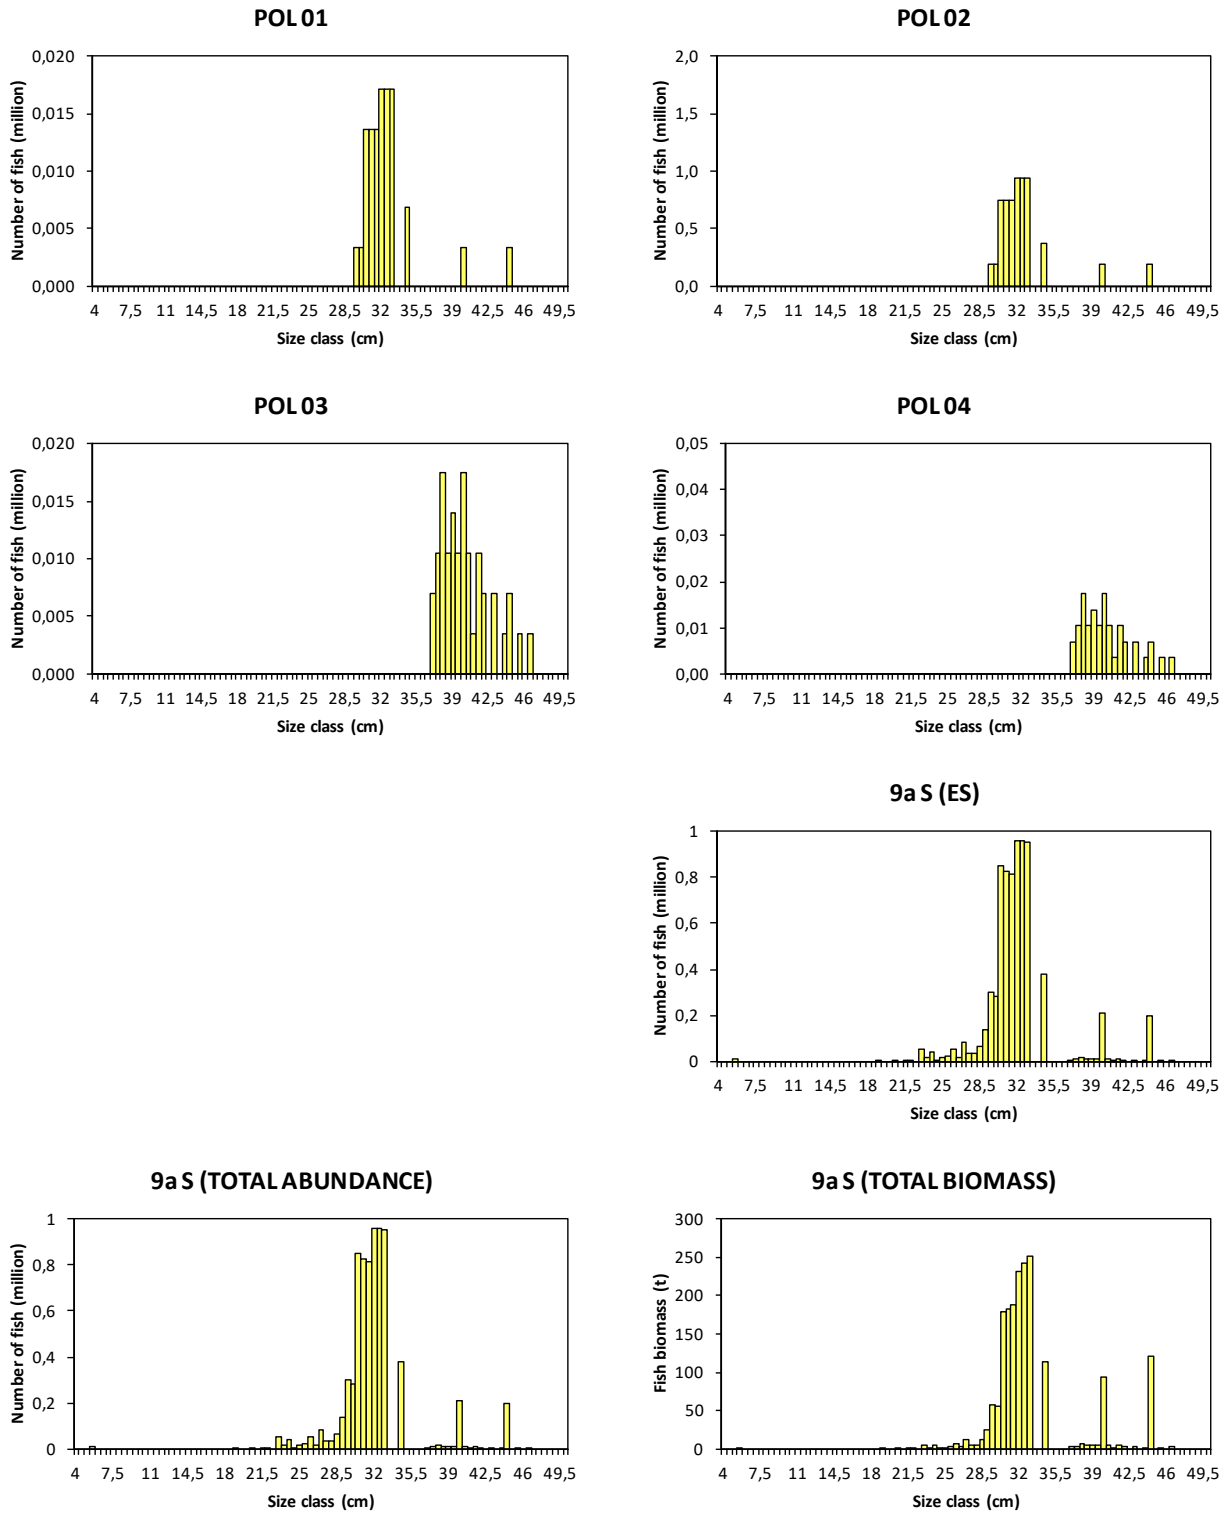 POL 01
0,020
0,015
0,010
0,005
0,000
Number of fish (million)
4 7,5 11 14,5 18 21,5 25 28,5 32 35,5 39 42,5 46 49,5
Size class (cm)
POL 02
2,0
1,5
1,0
0,5
0,0
Number of fish (million)
4 7,5 11 14,5 18 21,5 25 28,5 32 35,5 39 42,5 46 49,5
Size class (cm)
POL 03
0,020
0,015
0,010
0,005
0,000
Number of fish (million)
4 7,5 11 14,5 18 21,5 25 28,5 32 35,5 39 42,5 46 49,5
Size class (cm)
POL 04
0,05
0,04
0,03
0,02
0,01
0,00
Number of fish (million)
4 7,5 11 14,5 18 21,5 25 28,5 32 35,5 39 42,5 46 49,5
Size class (cm)
9a S (ES)
1
0,8
0,6
0,4
0,2
0
Number of fish (million)
4 7,5 11 14,5 18 21,5 25 28,5 32 35,5 39 42,5 46 49,5
Size class (cm)
9a S (TOTAL ABUNDANCE)
1
0,8
0,6
0,4
0,2
0
Number of fish (million)
4 7,5 11 14,5 18 21,5 25 28,5 32 35,5 39 42,5 46 49,5
Size class (cm)
9a S (TOTAL BIOMASS)
300
250
200
150
100
50
0
Fish biomass (t)
4 7,5 11 14,5 18 21,5 25 28,5 32 35,5 39 42,5 46 49,5
Size class (cm)